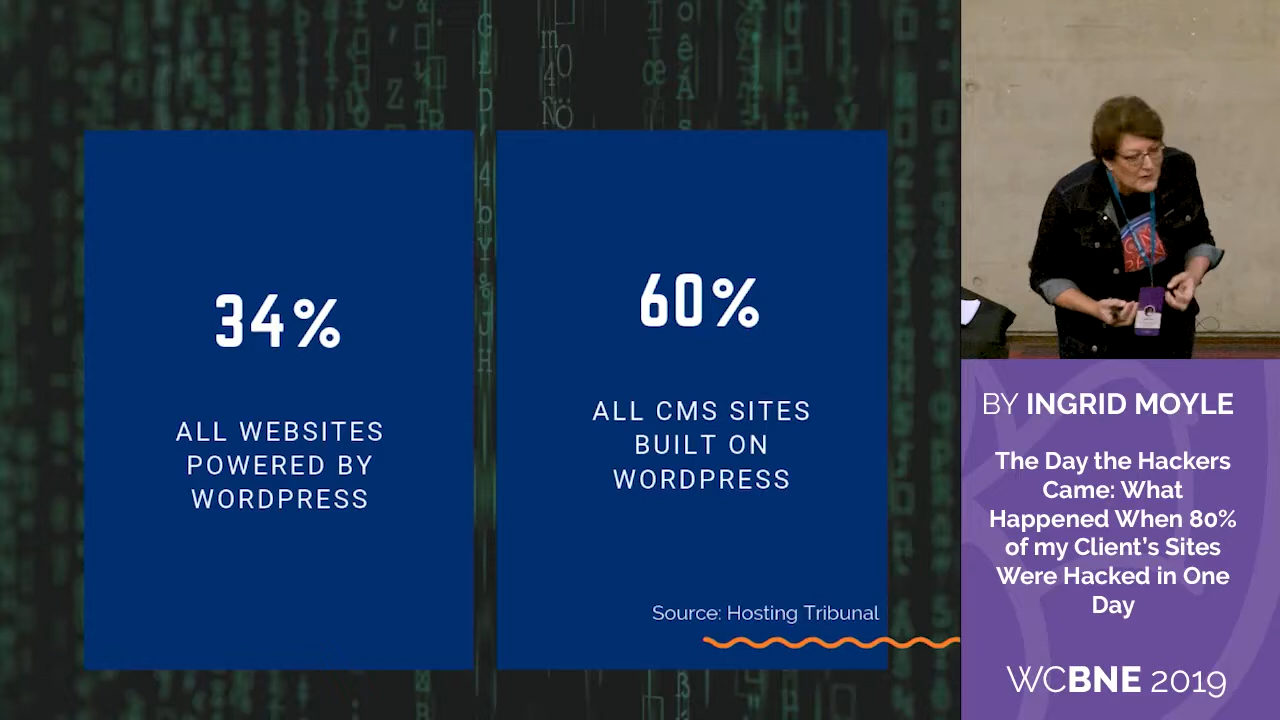 34%
ALL WEBSITES
POWERED BY
WORDPRESS
60%
ALL CMS SITES
BUILT ON
WORDPRESS
Source: Hosting Tribunal
BY INGRID MOYLE
The Day the Hackers
Came: What
Happened When 80%
of my Client's Sites
Were Hacked in One
Day
WCBNE 2019